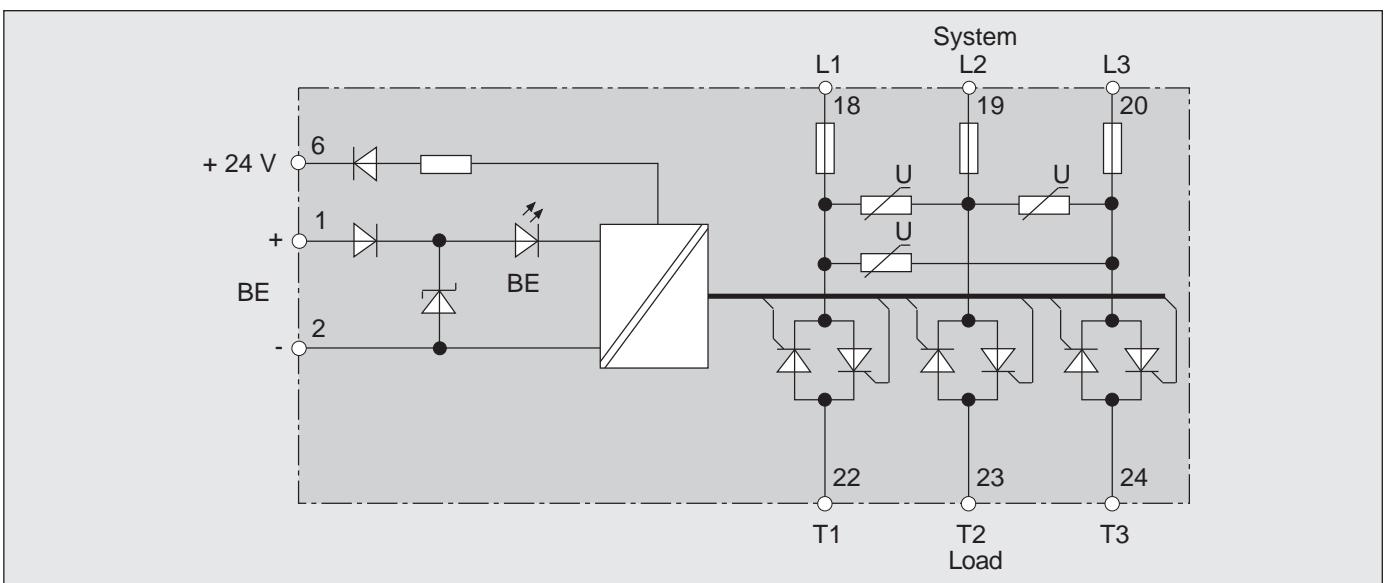 System
L1 L2 L3
18 19 20
6
+ 24 V
U U
1
+
U
BE
BE
2
-
22 23 24
T1 T2 T3
Load